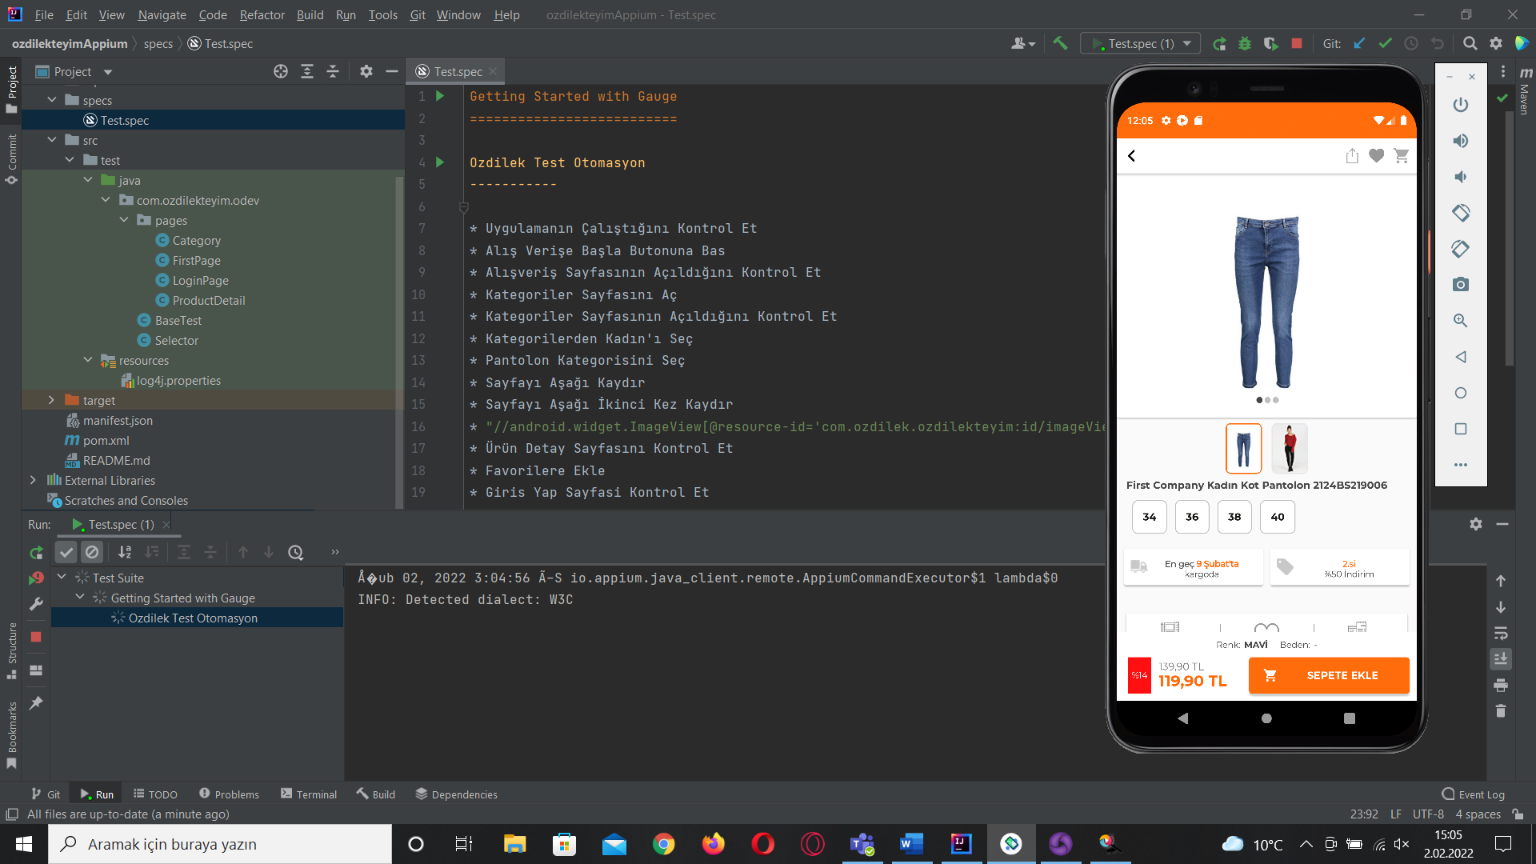 File Edit View Navigate Code Refactor Build Run Tools Git Window Help ozdilekteyimAppium - Test.spec
ozdilekteyimAppium specs Test.spec
Test.spec (1) Git:
Project
Project
Commit
Structure
Bookmarks
Maven
specs
Test.spec
src
test
java
com.ozdilekteyim.odev
pages
Category
FirstPage
LoginPage
ProductDetail
BaseTest
Selector
resources
log4j.properties
target
manifest.json
pom.xml
README.md
External Libraries
Scratches and Consoles
Test.spec
1 Getting Started with Gauge
2 ==========================
3
4 Ozdilek Test Otomasyon
5 -----------
6
7 * Uygulamanın Çalıştığını Kontrol Et
8 * Alış Verişe Başla Butonuna Bas
9 * Alışveriş Sayfasının Açıldığını Kontrol Et
10 * Kategoriler Sayfasını Aç
11 * Kategoriler Sayfasının Açıldığını Kontrol Et
12 * Kategorilerden Kadın'ı Seç
13 * Pantolon Kategorisini Seç
14 * Sayfayı Aşağı Kaydır
15 * Sayfayı Aşağı İkinci Kez Kaydır
16 * "//android.widget.ImageView[@resource-id='com.ozdilek.ozdilekteyim:id/imageVie
17 * Ürün Detay Sayfasını Kontrol Et
18 * Favorilere Ekle
19 * Giris Yap Sayfasi Kontrol Et
12:05
First Company Kadın Kot Pantolon 2124BS219006
34 36 38 40
En geç 9 Şubat'ta
kargoda
2.si
%50 İndirim
Renk: MAVİ Beden: -
%14
139,90 TL
119,90 TL
SEPETE EKLE
Run: Test.spec (1)
Test Suite
Getting Started with Gauge
Ozdilek Test Otomasyon
Å�ub 02, 2022 3:04:56 Ã–S io.appium.java_client.remote.AppiumCommandExecutor$1 lambda$0
INFO: Detected dialect: W3C
Git Run TODO Problems Terminal Build Dependencies Event Log
All files are up-to-date (a minute ago) 23:92 LF UTF-8 4 spaces
Aramak için buraya yazın
10°C
15:05
2.02.2022